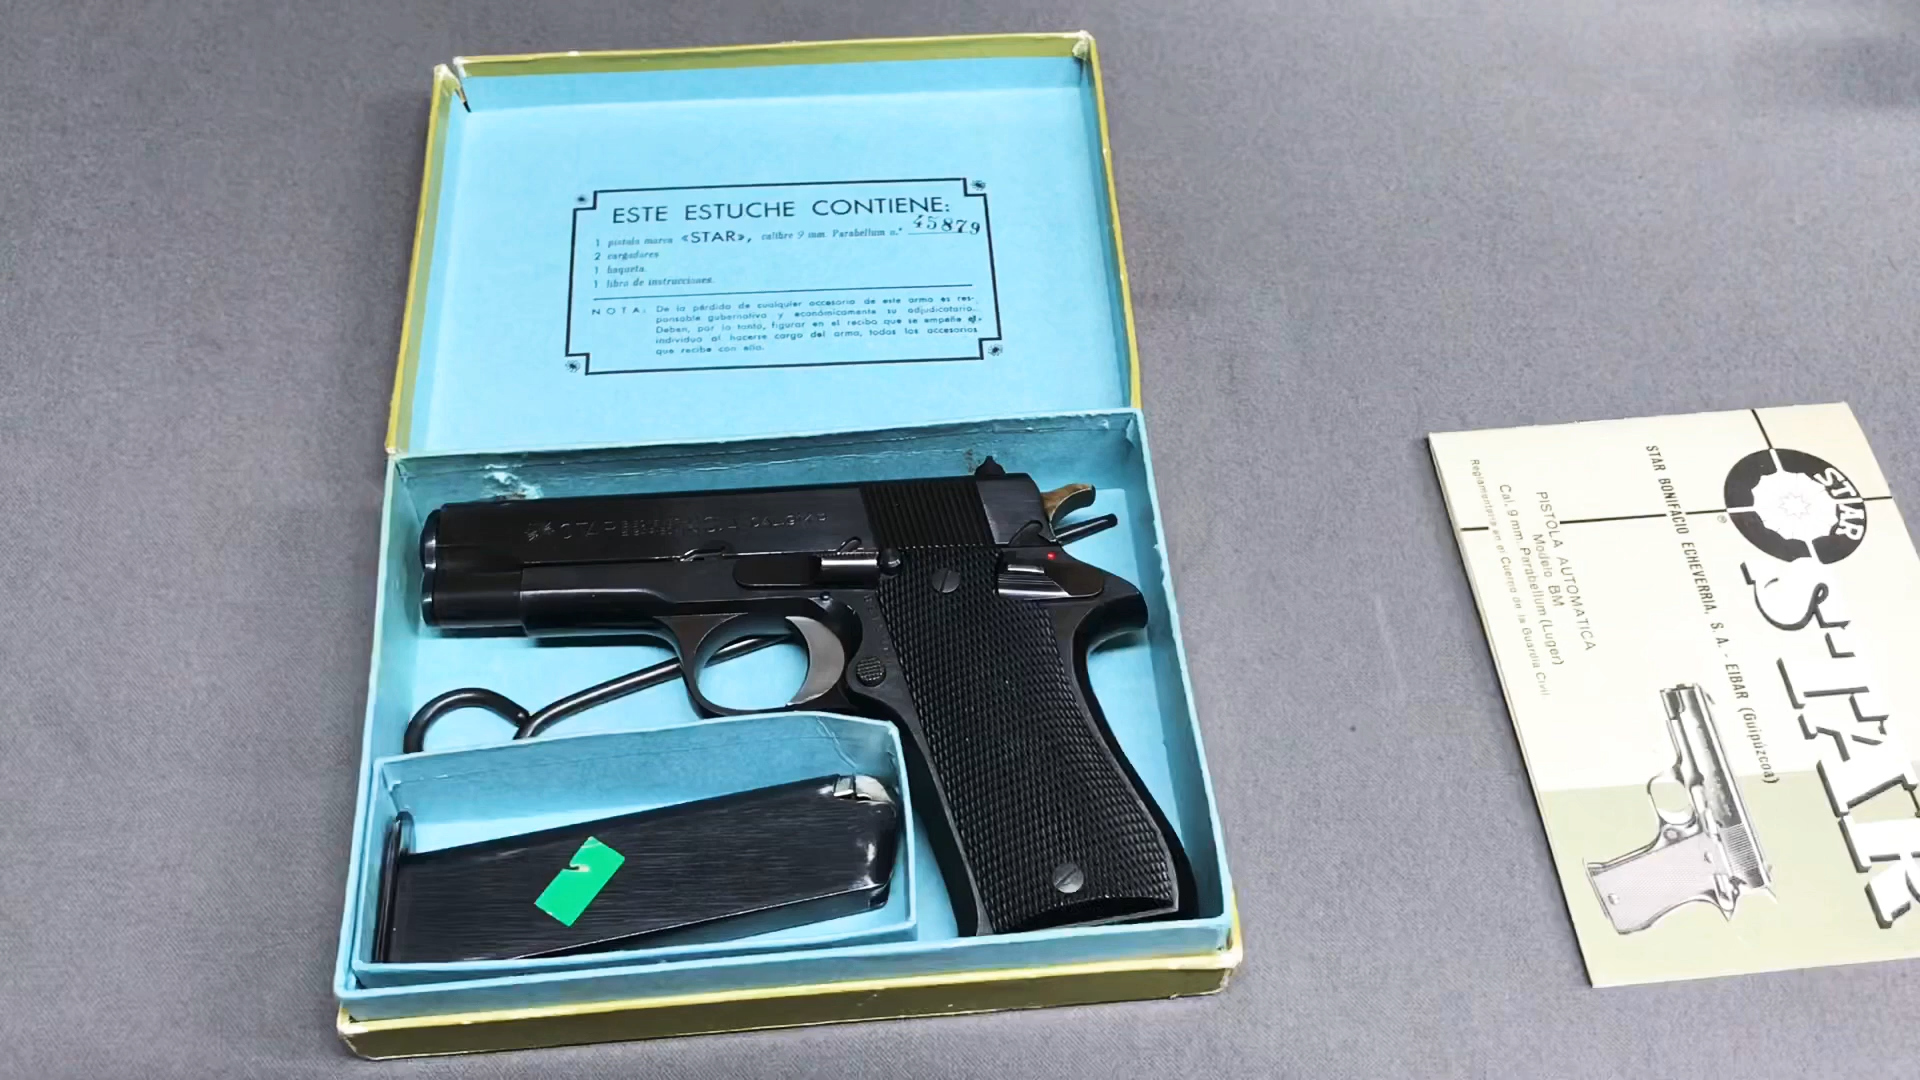 ESTE ESTUCHE CONTIENE:
1 pistola marca «STAR», calibre 9 mm. Parabellum n.º 45879
2 cargadores
1 baqueta.
1 libro de instrucciones.
NOTA: De la pérdida de cualquier accesorio de este arma es res-
ponsable gubernativa y económicamente su adjudicatario.
Deben, por lo tanto, figurar en el recibo que se empeñe el
individuo al hacerse cargo del arma, todos los accesorios
que recibe con ella.
STAR
®
STAR
STAR BONIFACIO ECHEVERRIA, S. A. - EIBAR (Guipúzcoa)
PISTOLA AUTOMATICA
Modelo BM
Cal. 9 mm. Parabellum (Luger)
Reglamentaria en el Cuerpo de la Guardia Civil